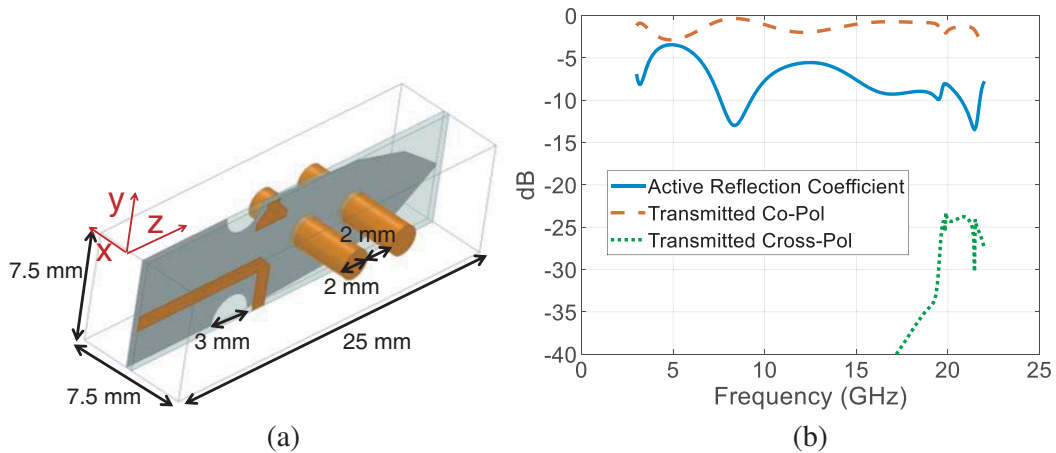 y
z
x
7.5 mm
7.5 mm
3 mm
2 mm
2 mm
25 mm
(a)
0
-5
-10
-15
-20
-25
-30
-35
-40
dB
Active Reflection Coefficient
Transmitted Co-Pol
Transmitted Cross-Pol
0 5 10 15 20 25
Frequency (GHz)
(b)